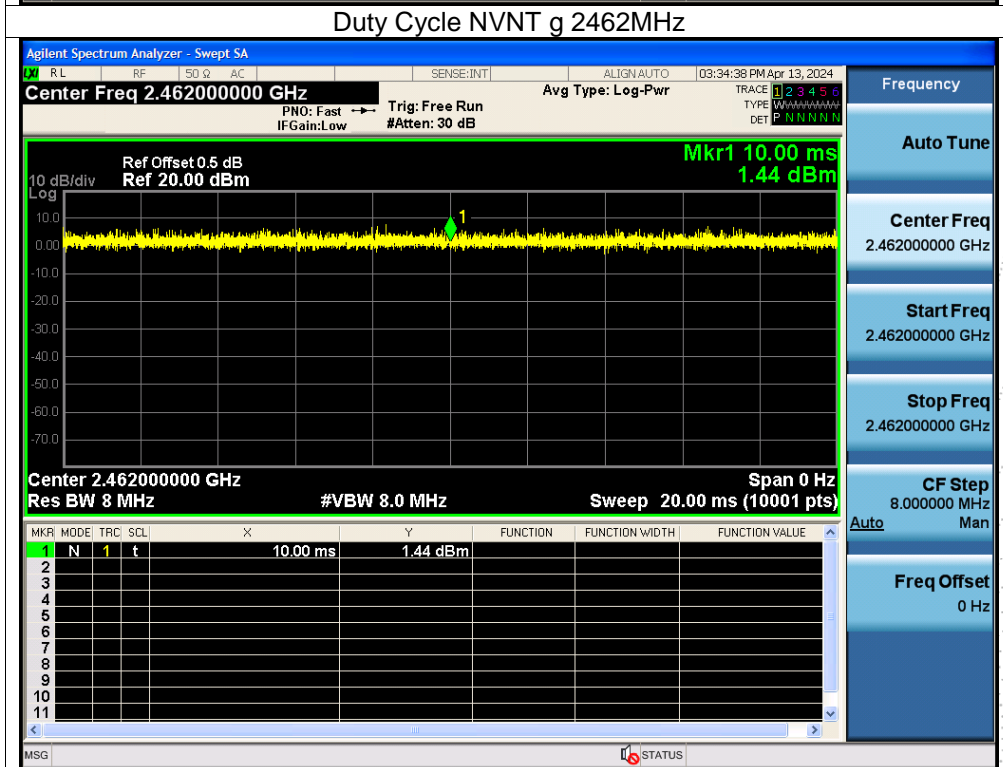 Duty Cycle NVNT g 2462MHz
Agilent Spectrum Analyzer - Swept SA
LXI RL RF 50 Ω AC SENSE:INT ALIGN AUTO 03:34:38 PM Apr 13, 2024
Center Freq 2.462000000 GHz
PNO: Fast
IFGain:Low
Trig: Free Run
#Atten: 30 dB
Avg Type: Log-Pwr
TRACE 1 2 3 4 5 6
TYPE WWWWWW
DET P N N N N N
Mkr1 10.00 ms
1.44 dBm
Ref Offset 0.5 dB
10 dB/div Ref 20.00 dBm
Log
1
10.0
0.00
-10.0
-20.0
-30.0
-40.0
-50.0
-60.0
-70.0
Center 2.462000000 GHz Span 0 Hz
Res BW 8 MHz #VBW 8.0 MHz Sweep 20.00 ms (10001 pts)
MKR MODE TRC SCL X Y FUNCTION FUNCTION WIDTH FUNCTION VALUE
1 N 1 t 10.00 ms 1.44 dBm
2
3
4
5
6
7
8
9
10
11
MSG STATUS
Frequency
Auto Tune
Center Freq
2.462000000 GHz
Start Freq
2.462000000 GHz
Stop Freq
2.462000000 GHz
CF Step
8.000000 MHz
Auto Man
Freq Offset
0 Hz